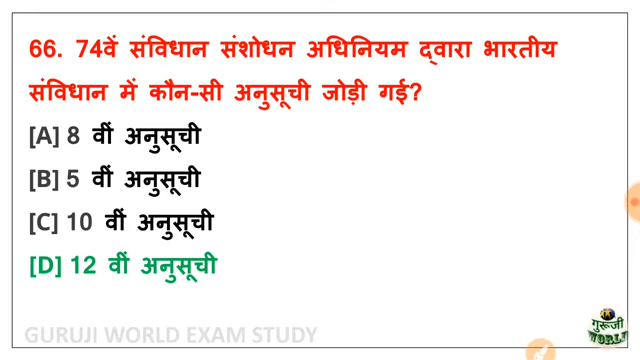 66. 74वें संविधान संशोधन अधिनियम द्वारा भारतीय
संविधान में कौन-सी अनुसूची जोड़ी गई?
[A] 8 वीं अनुसूची
[B] 5 वीं अनुसूची
[C] 10 वीं अनुसूची
[D] 12 वीं अनुसूची
GURUJI WORLD EXAM STUDY
गुरूजी
WORLD